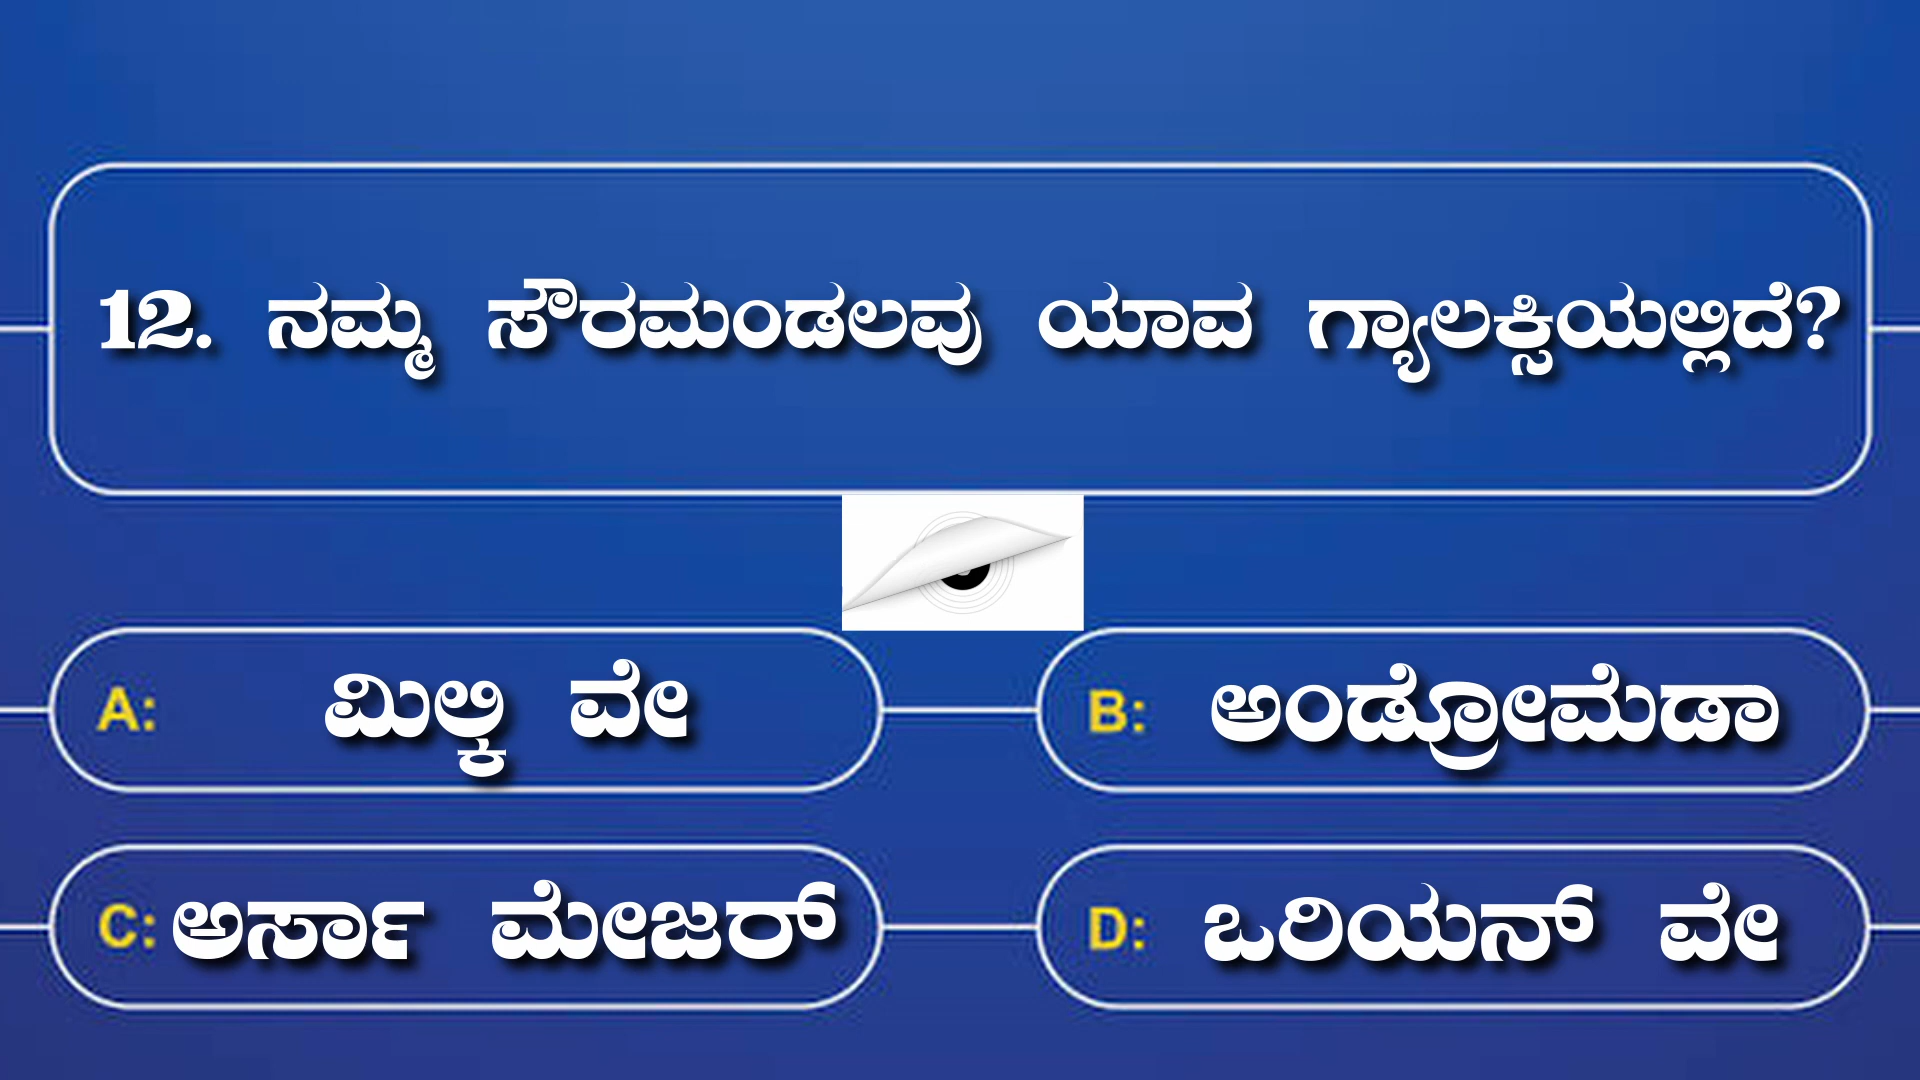 12. ನಮ್ಮ ಸೌರಮಂಡಲವು ಯಾವ ಗ್ಯಾಲಕ್ಸಿಯಲ್ಲಿದೆ?
A: ಮಿಲ್ಕಿ ವೇ
B: ಅಂಡ್ರೋಮೆಡಾ
C: ಅರ್ಸಾ ಮೇಜರ್
D: ಒರಿಯನ್ ವೇ